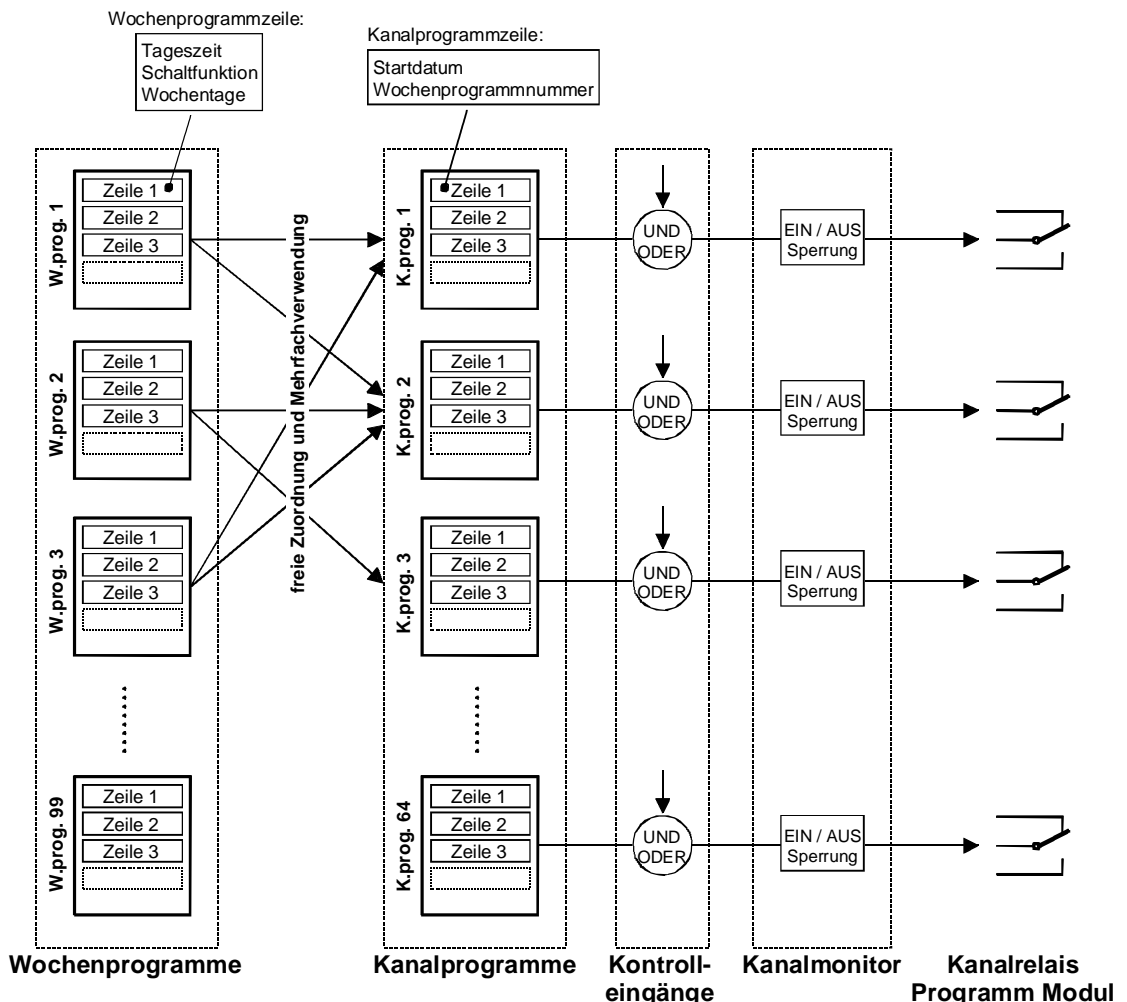 Wochenprogrammzeile:
Tageszeit
Schaltfunktion
Wochentage
Kanalprogrammzeile:
Startdatum
Wochenprogrammnummer
W.prog. 1
Zeile 1
Zeile 2
Zeile 3
W.prog. 2
Zeile 1
Zeile 2
Zeile 3
W.prog. 3
Zeile 1
Zeile 2
Zeile 3
W.prog. 99
Zeile 1
Zeile 2
Zeile 3
freie Zuordnung und Mehrfachverwendung
K.prog. 1
Zeile 1
Zeile 2
Zeile 3
K.prog. 2
Zeile 1
Zeile 2
Zeile 3
K.prog. 3
Zeile 1
Zeile 2
Zeile 3
K.prog. 64
Zeile 1
Zeile 2
Zeile 3
UND
ODER
UND
ODER
UND
ODER
UND
ODER
EIN / AUS
Sperrung
EIN / AUS
Sperrung
EIN / AUS
Sperrung
EIN / AUS
Sperrung
Wochenprogramme
Kanalprogramme
Kontroll-
eingänge
Kanalmonitor
Kanalrelais
Programm Modul